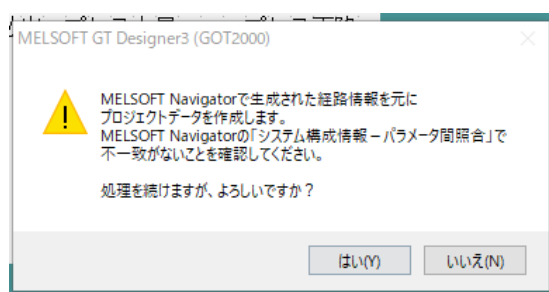 MELSOFT GT Designer3 (GOT2000)
MELSOFT Navigatorで生成された経路情報を元に
プロジェクトデータを作成します。
MELSOFT Navigatorの「システム構成情報－パラメータ間照合」で
不一致がないことを確認してください。
処理を続けますが、よろしいですか？
はい(Y)
いいえ(N)